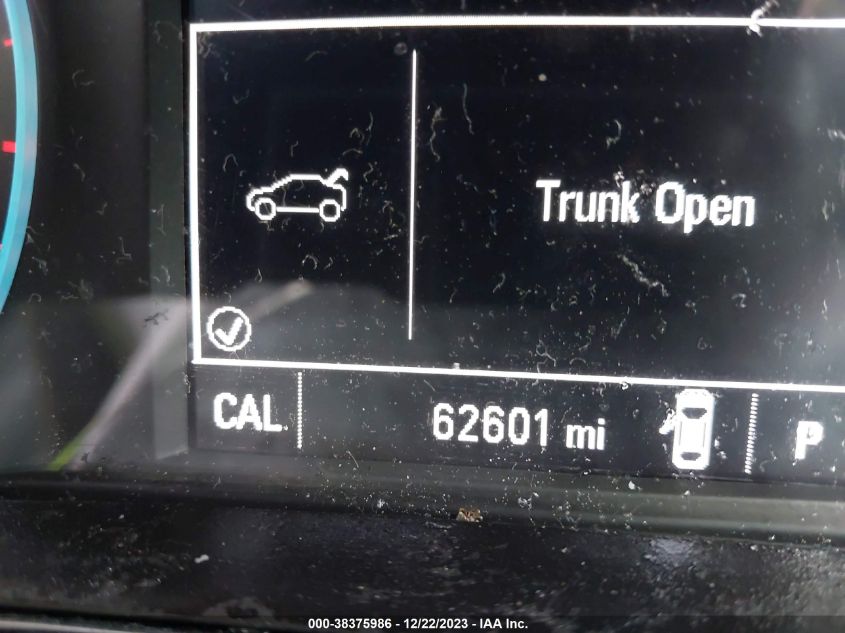 Trunk Open
CAL 62601 mi P
000-38375986 - 12/22/2023 - IAA Inc.